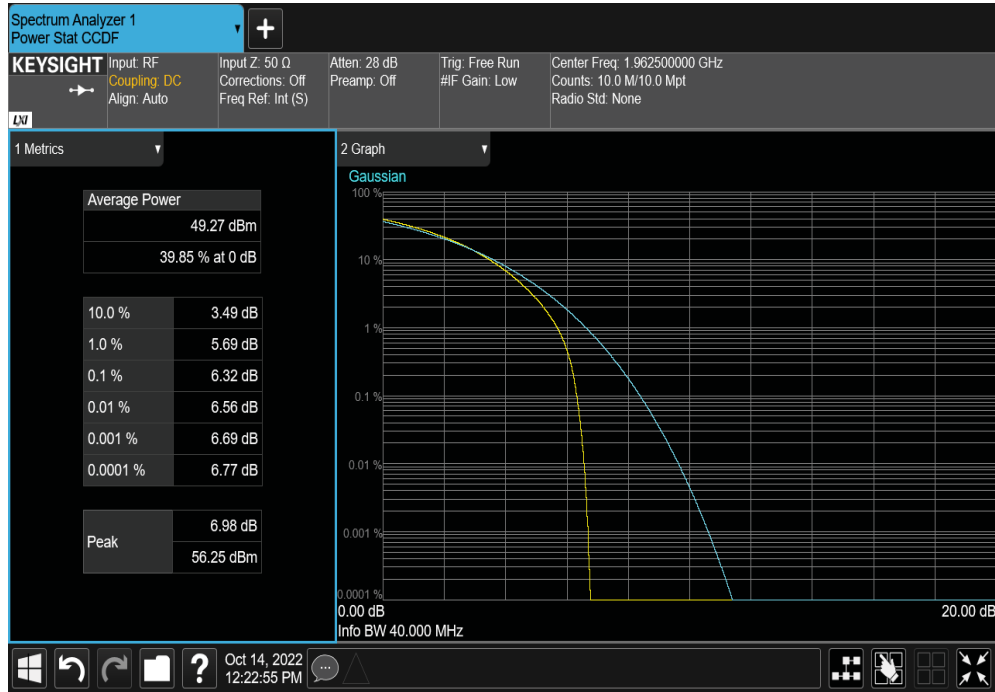 Spectrum Analyzer 1
Power Stat CCDF
+
KEYSIGHT
LXI
Input: RF
Coupling: DC
Align: Auto
Input Z: 50 Ω
Corrections: Off
Freq Ref: Int (S)
Atten: 28 dB
Preamp: Off
Trig: Free Run
#IF Gain: Low
Center Freq: 1.962500000 GHz
Counts: 10.0 M/10.0 Mpt
Radio Std: None
1 Metrics
Average Power
49.27 dBm
39.85 % at 0 dB
10.0 % 3.49 dB
1.0 % 5.69 dB
0.1 % 6.32 dB
0.01 % 6.56 dB
0.001 % 6.69 dB
0.0001 % 6.77 dB
Peak
6.98 dB
56.25 dBm
2 Graph
Gaussian
100 %
10 %
1 %
0.1 %
0.01 %
0.001 %
0.0001 %
0.00 dB 20.00 dB
Info BW 40.000 MHz
?
Oct 14, 2022
12:22:55 PM